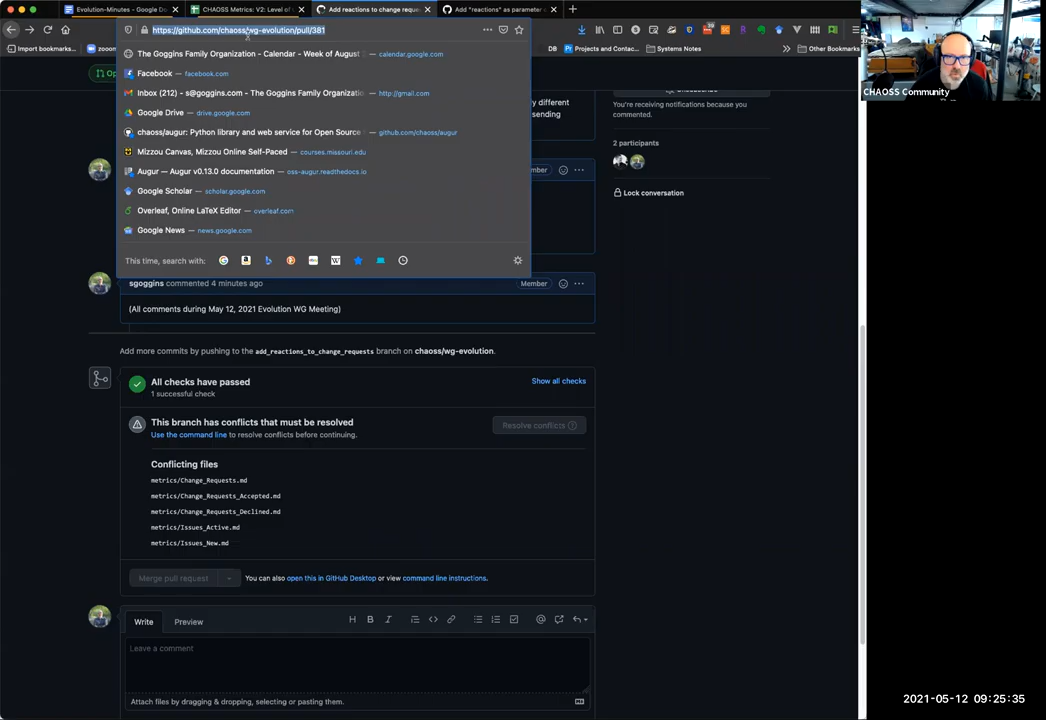 Evolution-Minutes - Google Do
CHAOSS Metrics: V2: Level of
Add reactions to change reque
Add "reactions" as parameter o
https://github.com/chaoss/wg-evolution/pull/381
Import bookmarks...
zoom
DB
Projects and Contac...
Systems Notes
Other Bookmarks
The Goggins Family Organization - Calendar - Week of August
calendar.google.com
Facebook — facebook.com
Inbox (212) - s@goggins.com - The Goggins Family Organizatio
http://gmail.com
Google Drive — drive.google.com
chaoss/augur: Python library and web service for Open Source
github.com/chaoss/augur
Mizzou Canvas, Mizzou Online Self-Paced — courses.missouri.edu
Augur — Augur v0.13.0 documentation — oss-augur.readthedocs.io
Google Scholar — scholar.google.com
Overleaf, Online LaTeX Editor — overleaf.com
Google News — news.google.com
This time, search with:
y different
sending
You're receiving notifications because you
commented.
2 participants
Lock conversation
mber
sgoggins commented 4 minutes ago
Member
(All comments during May 12, 2021 Evolution WG Meeting)
Add more commits by pushing to the add_reactions_to_change_requests branch on chaoss/wg-evolution.
All checks have passed
1 successful check
Show all checks
This branch has conflicts that must be resolved
Use the command line to resolve conflicts before continuing.
Resolve conflicts
Conflicting files
metrics/Change_Requests.md
metrics/Change_Requests_Accepted.md
metrics/Change_Requests_Declined.md
metrics/Issues_Active.md
metrics/Issues_New.md
Merge pull request
You can also open this in GitHub Desktop or view command line instructions.
Write
Preview
Leave a comment
Attach files by dragging & dropping, selecting or pasting them.
CHAOSS Community
2021-05-12 09:25:35